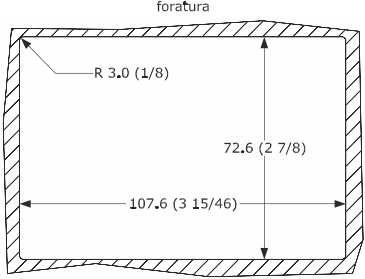 foratura
R 3.0 (1/8)
72.6 (2 7/8)
107.6 (3 15/46)